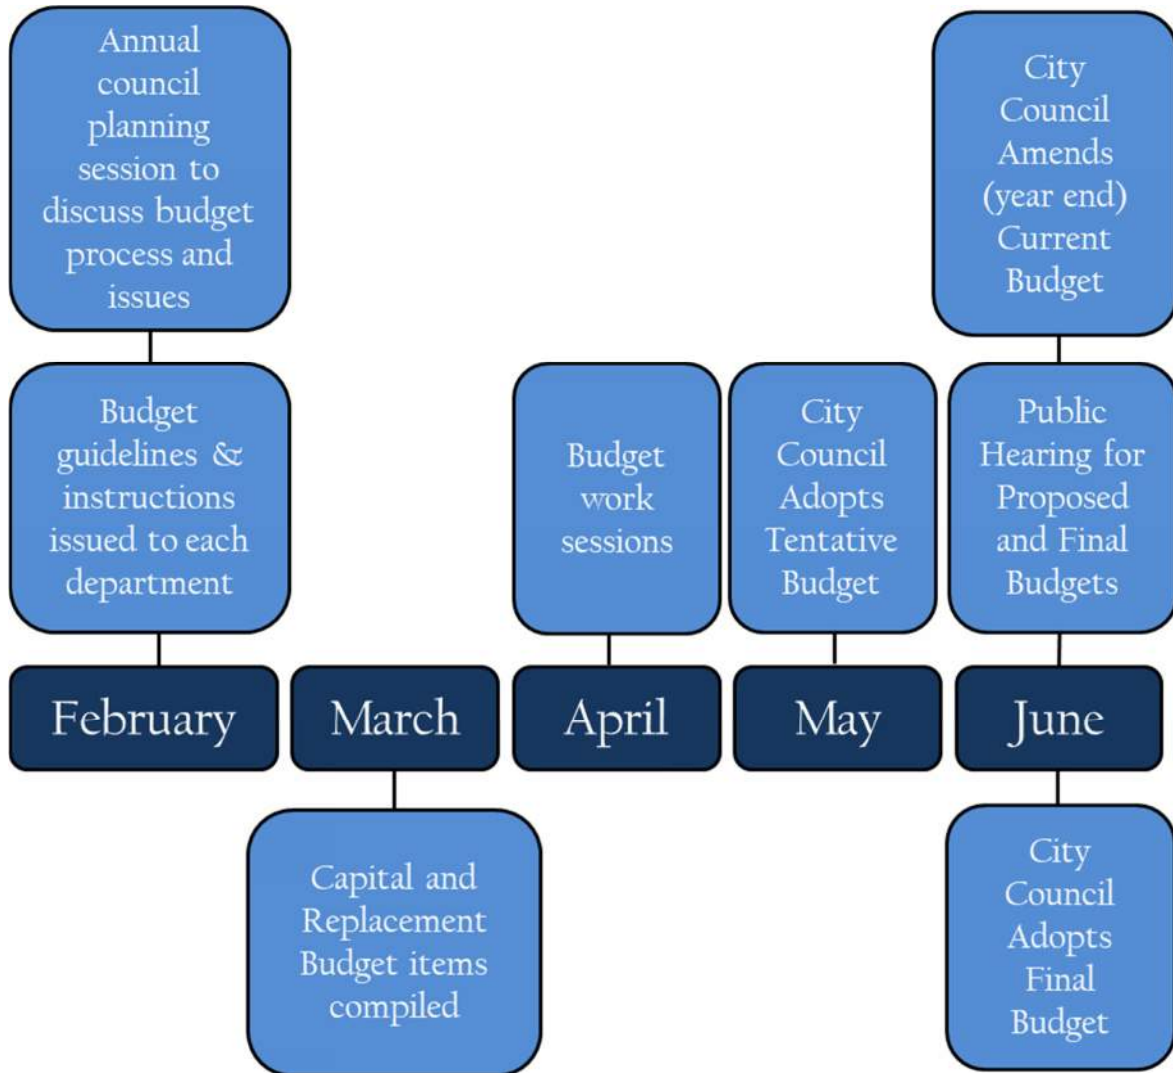 Annual
council
planning
session to
discuss budget
process and
issues
City
Council
Amends
(year end)
Current
Budget
Budget
guidelines &
instructions
issued to each
department
Budget
work
sessions
City
Council
Adopts
Tentative
Budget
Public
Hearing for
Proposed
and Final
Budgets
February
March
April
May
June
Capital and
Replacement
Budget items
compiled
City
Council
Adopts
Final
Budget